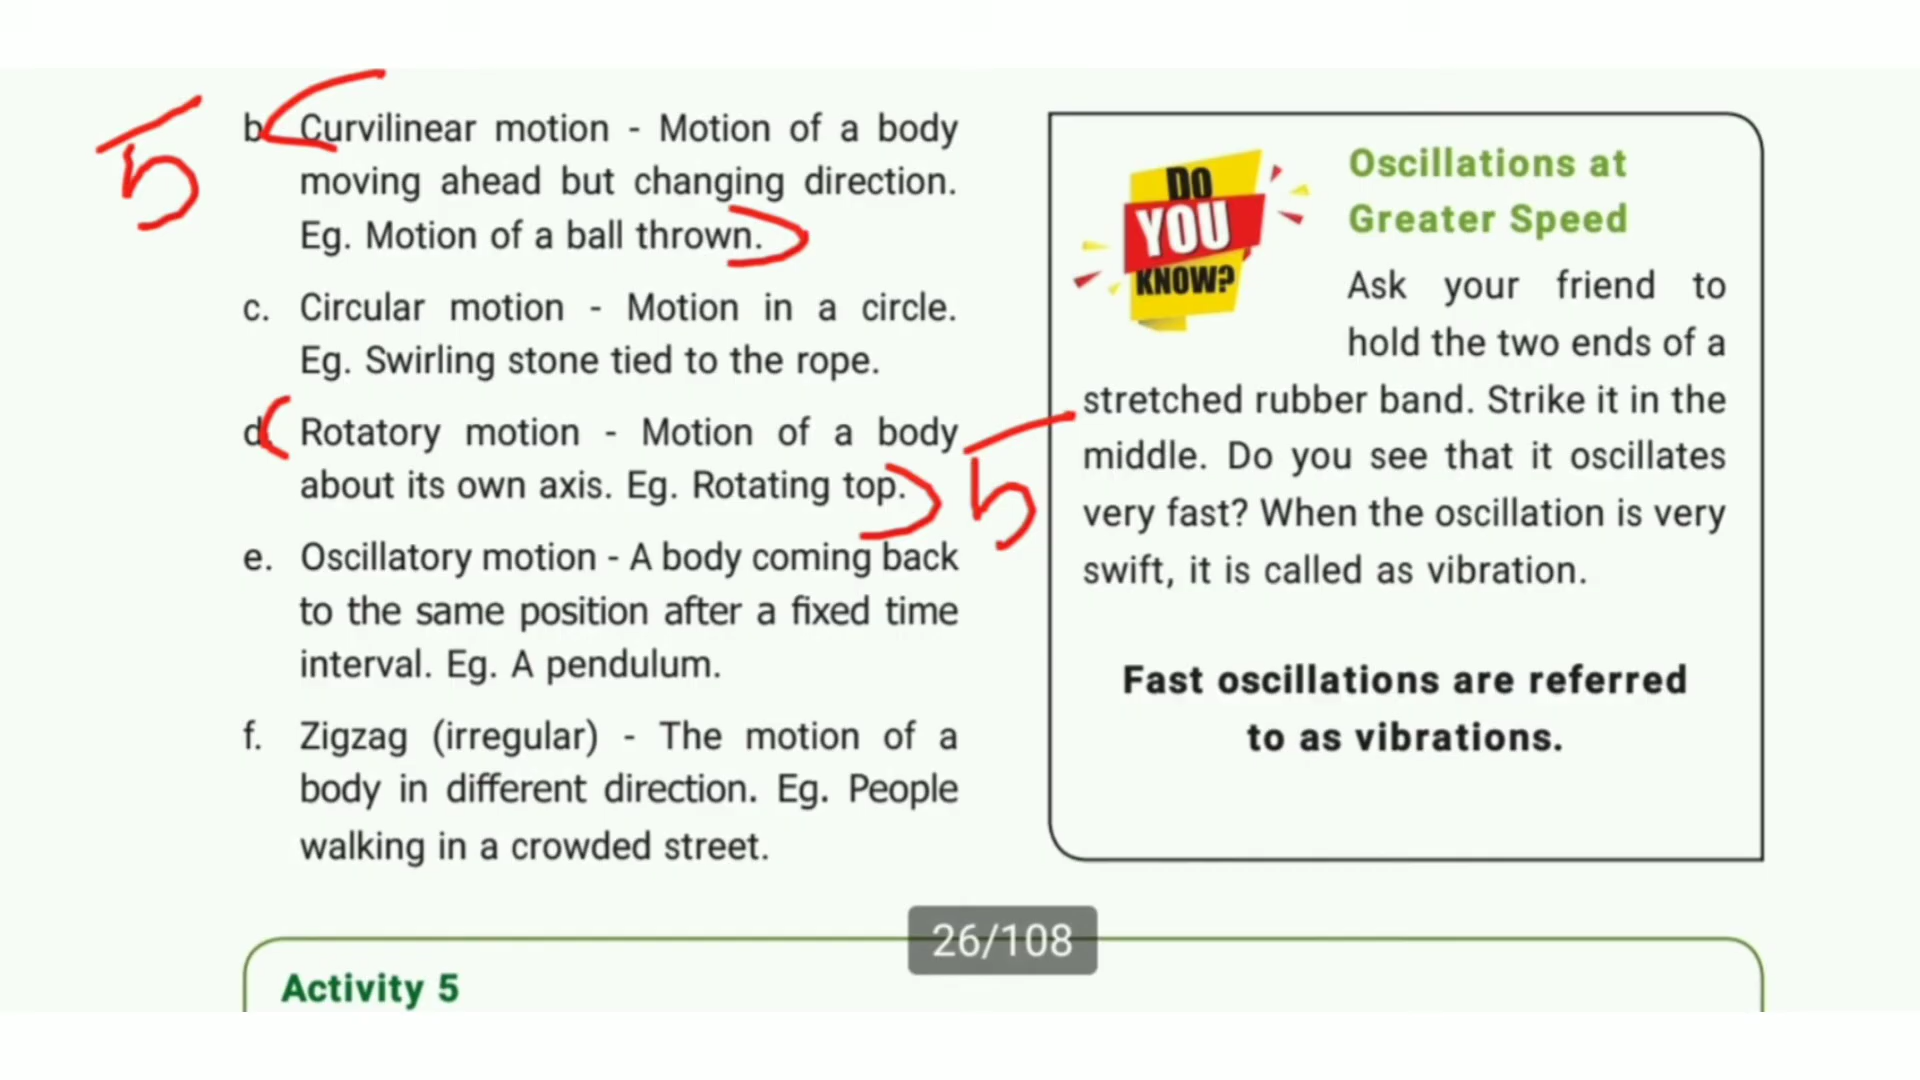 5
b. Curvilinear motion - Motion of a body
moving ahead but changing direction.
Eg. Motion of a ball thrown.
c. Circular motion - Motion in a circle.
Eg. Swirling stone tied to the rope.
d. Rotatory motion - Motion of a body
about its own axis. Eg. Rotating top.
5
e. Oscillatory motion - A body coming back
to the same position after a fixed time
interval. Eg. A pendulum.
f. Zigzag (irregular) - The motion of a
body in different direction. Eg. People
walking in a crowded street.
DO
YOU
KNOW?
Oscillations at
Greater Speed
Ask your friend to
hold the two ends of a
stretched rubber band. Strike it in the
middle. Do you see that it oscillates
very fast? When the oscillation is very
swift, it is called as vibration.
Fast oscillations are referred
to as vibrations.
26/108
Activity 5